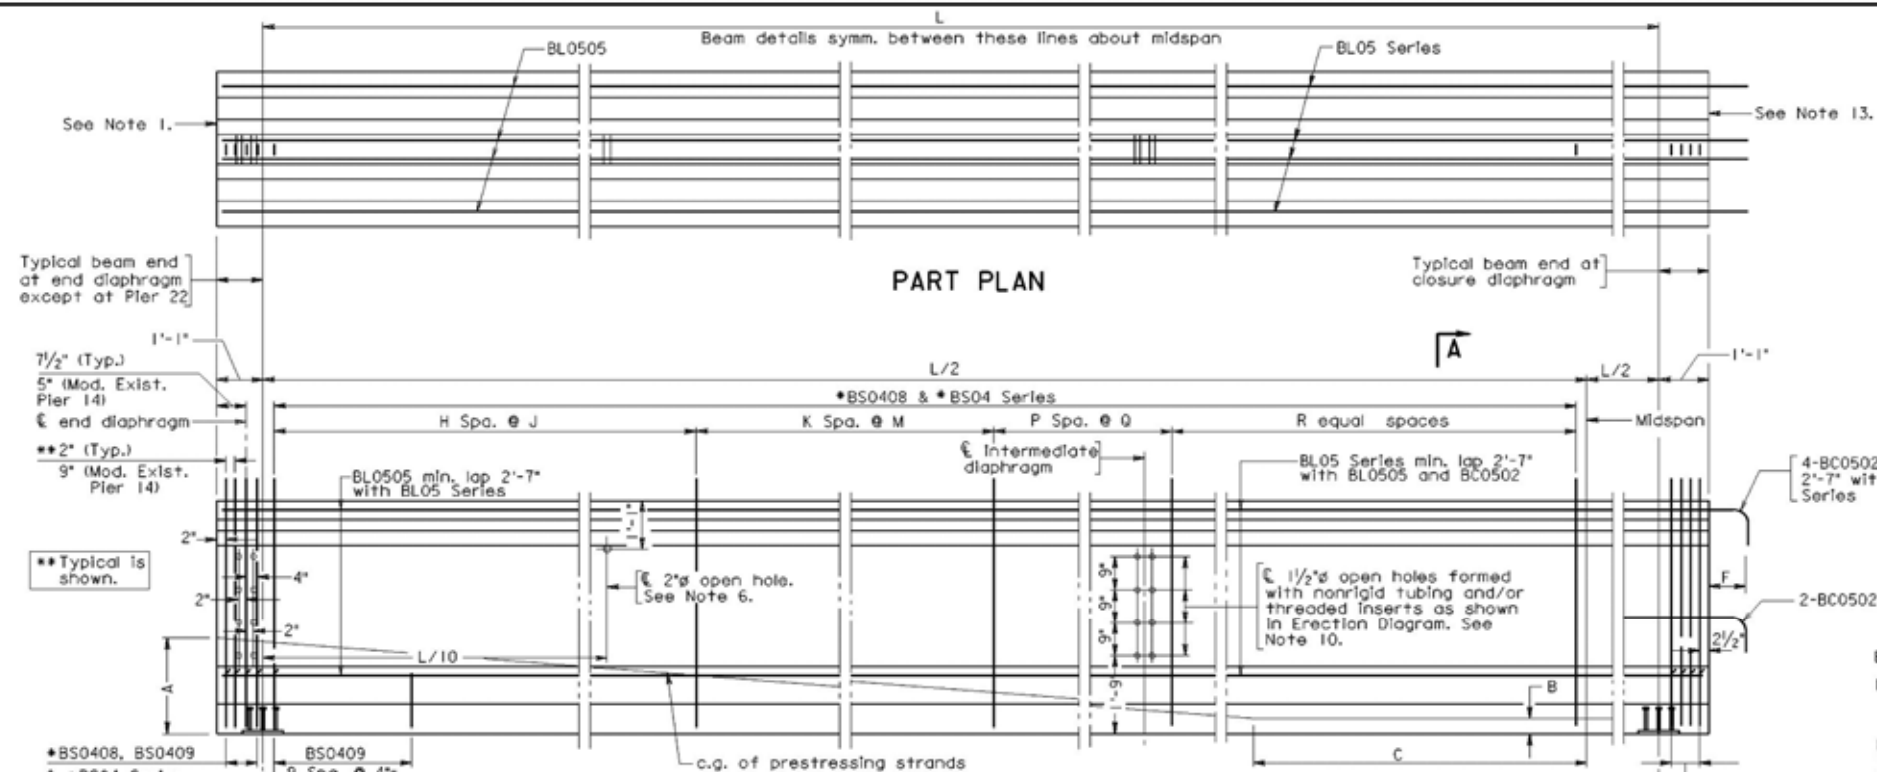 L
Beam details symm. between these lines about midspan
BL0505
BL05 Series
See Note 1.
See Note 13.
Typical beam end
at end diaphragm
except at Pier 22
PART PLAN
Typical beam end at
closure diaphragm
A
1'-1"
7½" (Typ.)
5" (Mod. Exist.
Pier 14)
℄ end diaphragm
**2" (Typ.)
9" (Mod. Exist.
Pier 14)
L/2
L/2
1'-1"
*BS0408 & *BS04 Series
H Spa. @ J
K Spa. @ M
P Spa. @ Q
R equal spaces
Midspan
℄ intermediate
diaphragm
BL0505 min. lap 2'-7"
with BL05 Series
BL05 Series min. lap 2'-7"
with BL0505 and BC0502
4-BC0502
2'-7" wit
Series
2"
**Typical is
shown.
4"
2"
2"
1'-1"
℄ 2"ø open hole.
See Note 6.
9"
9"
9"
1'-9"
℄ 1½"ø open holes formed
with nonrigid tubing and/or
threaded inserts as shown
in Erection Diagram. See
Note 10.
F
2-BC0502
2½"
L/10
A
B
C
*BS0408, BS0409
BS0409
9 Spa. @ 4"=
c.g. of prestressing strands